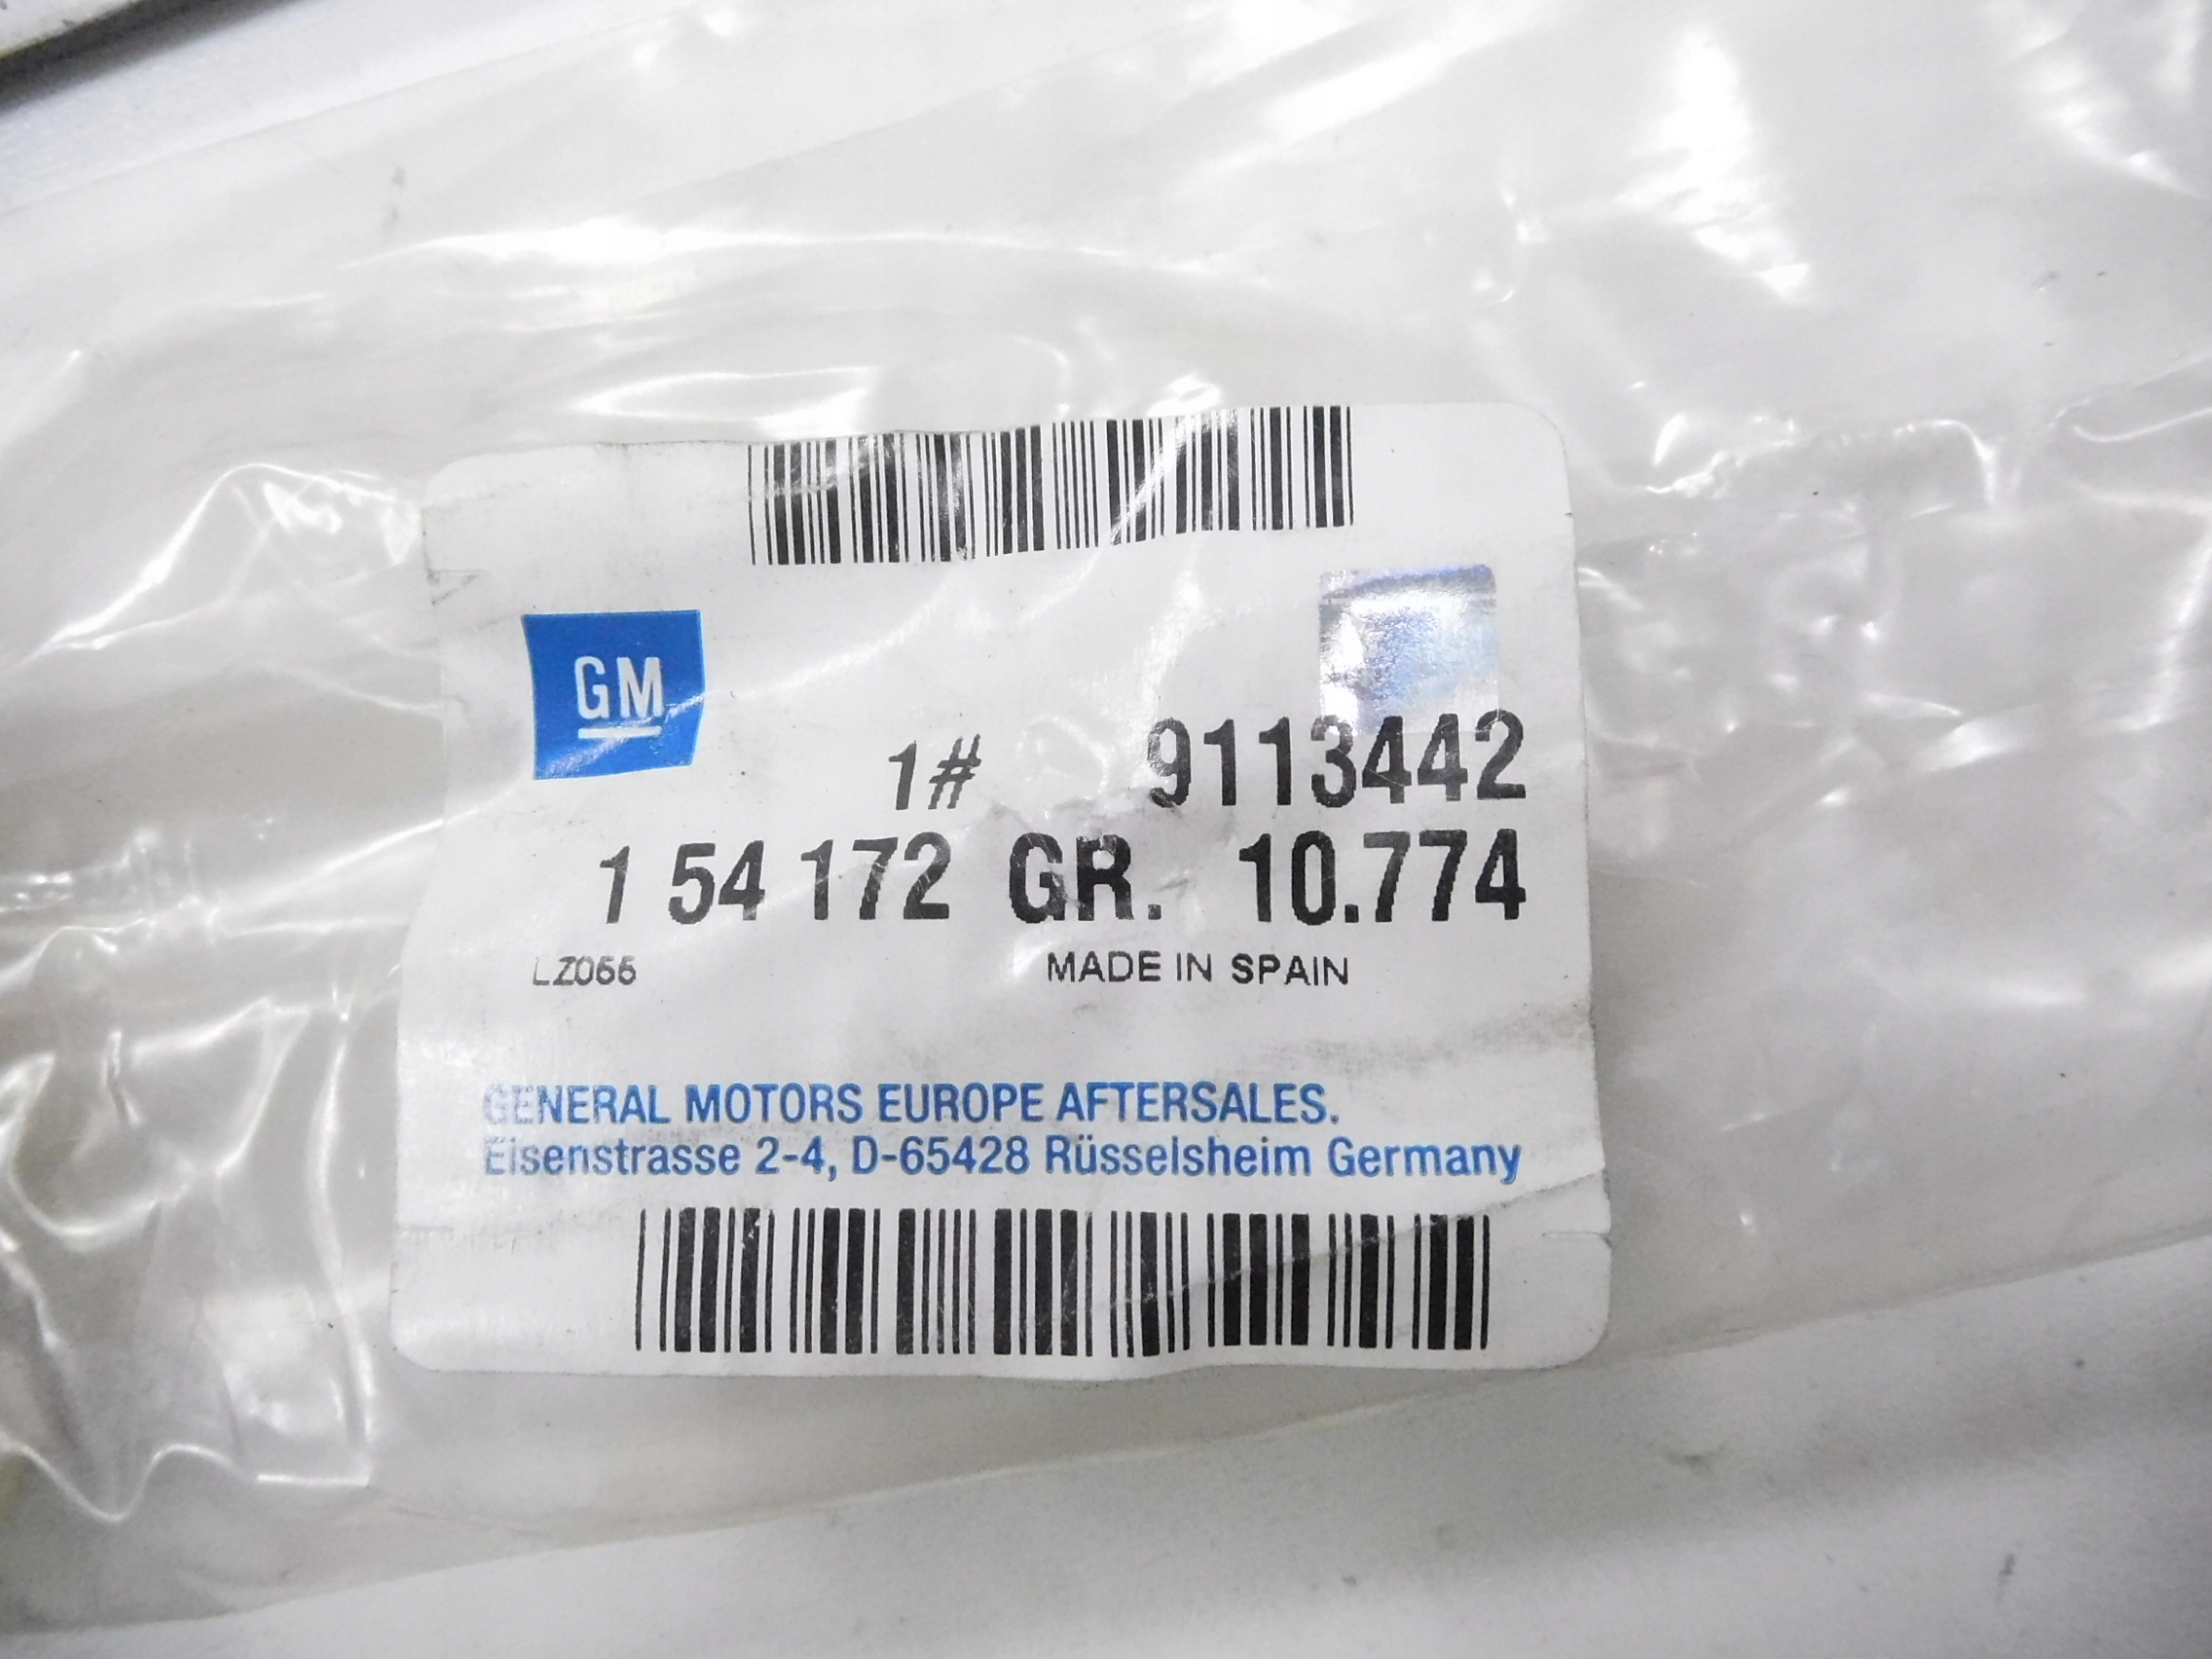 GM
1# 9113442
1 54 172 GR. 10.774
LZ066 MADE IN SPAIN
GENERAL MOTORS EUROPE AFTERSALES.
Eisenstrasse 2-4, D-65428 Rüsselsheim Germany